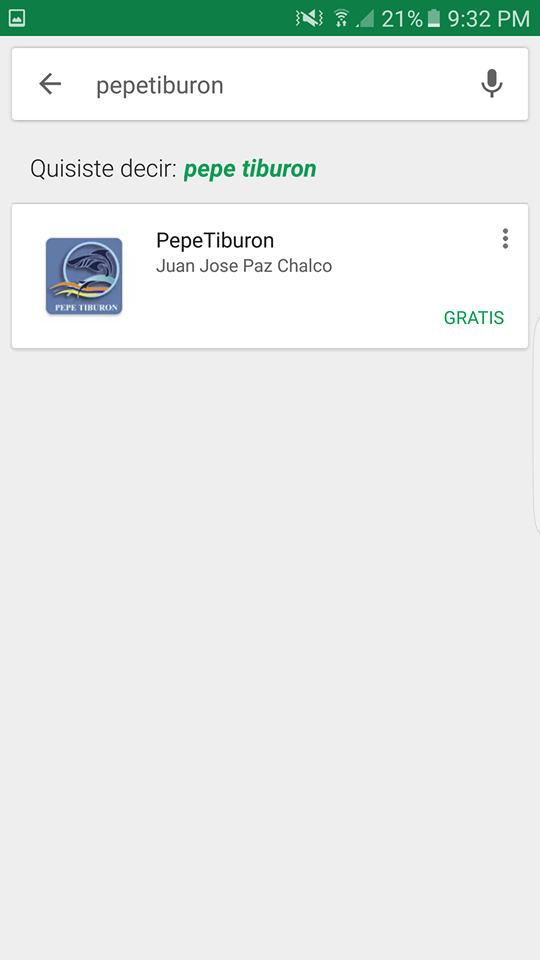 21% 9:32 PM
pepetiburon
Quisiste decir: pepe tiburon
PepeTiburon
Juan Jose Paz Chalco
PEPE TIBURON
GRATIS